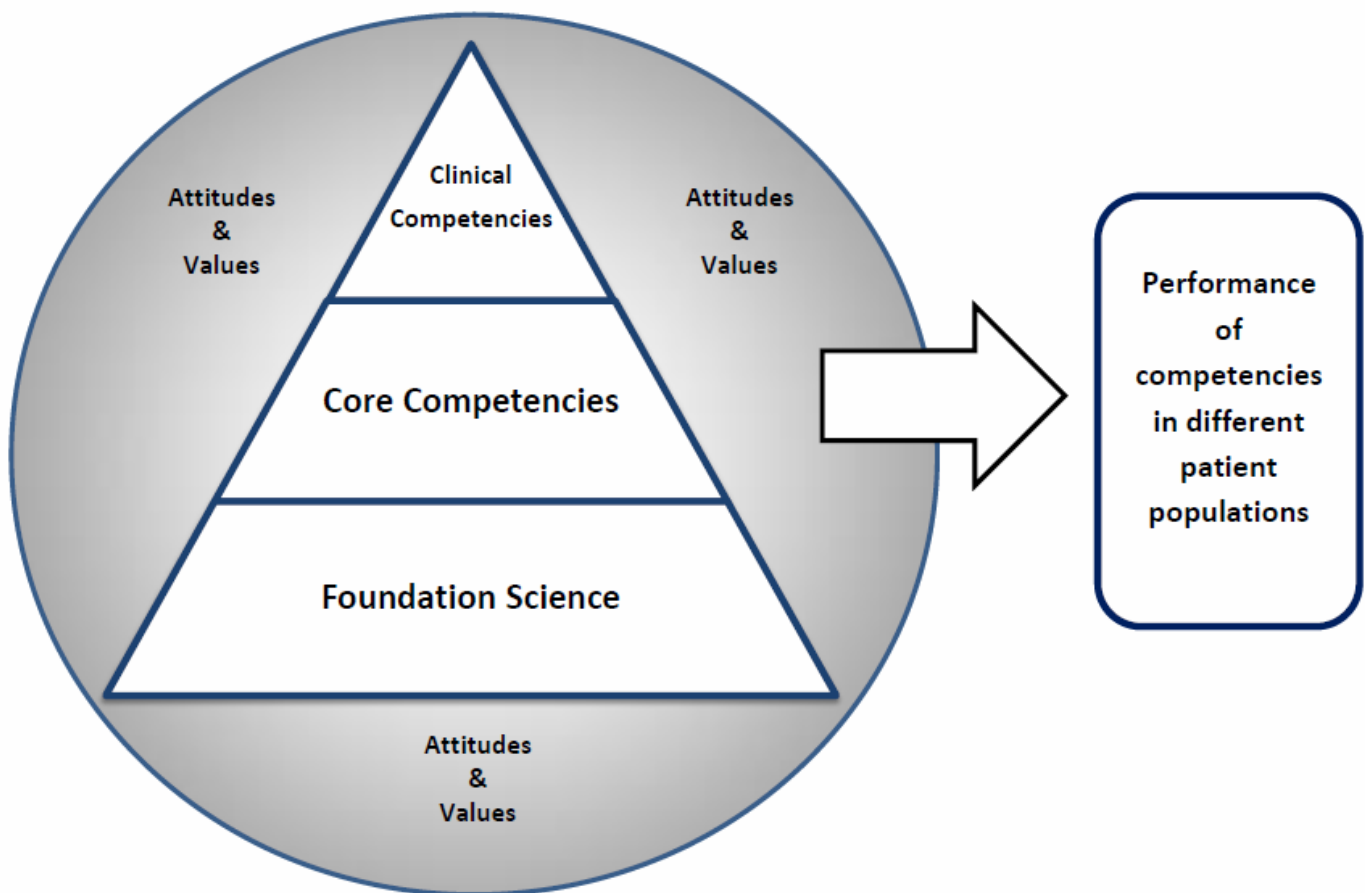 Clinical
Competencies
Attitudes
&
Values
Attitudes
&
Values
Core Competencies
Foundation Science
Attitudes
&
Values
Performance
of
competencies
in different
patient
populations